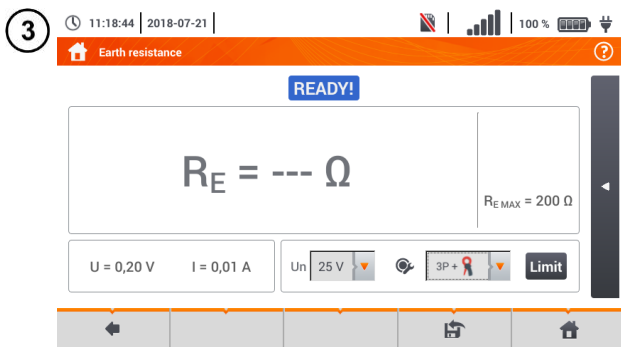 3
11:18:44 2018-07-21 100 %
Earth resistance ?
READY!
RE = --- Ω
RE MAX = 200 Ω
U = 0,20 V I = 0,01 A Un 25 V 3P + Limit